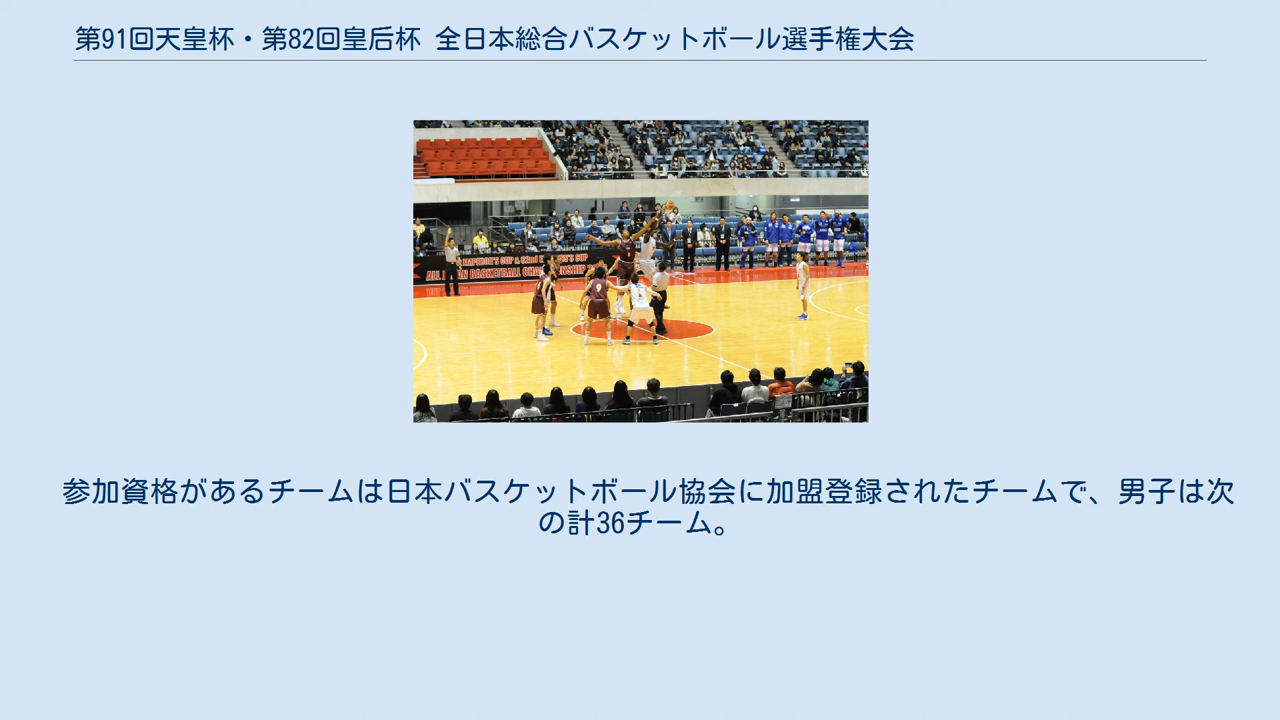 第91回天皇杯・第82回皇后杯 全日本総合バスケットボール選手権大会
参加資格があるチームは日本バスケットボール協会に加盟登録されたチームで、男子は次
の計36チーム。
9